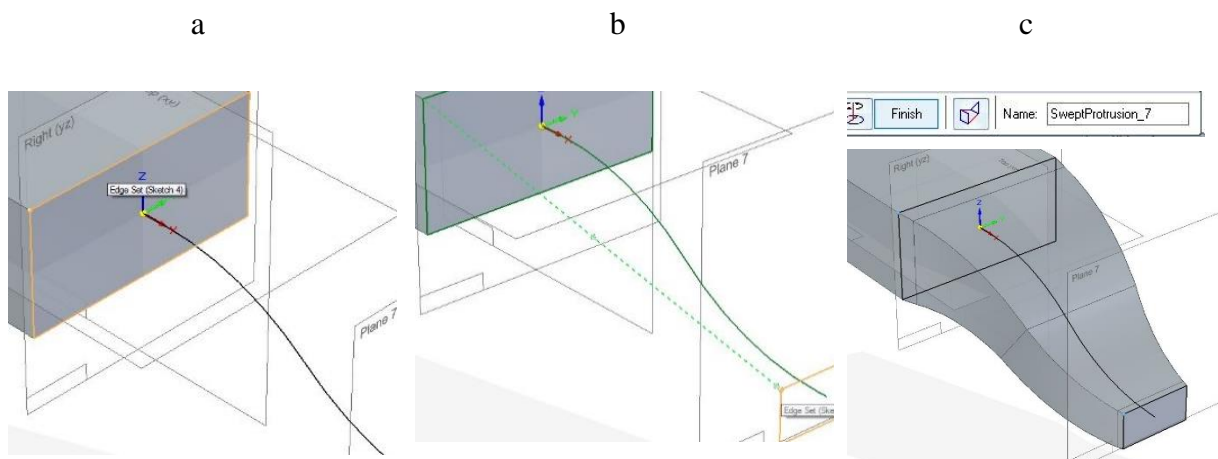 a
b
c
Right (yz)
Z
Edge Set (Sketch 4)
X
Plane 7
Y
X
Plane 7
Edge Set (Ske
Finish
Name:
SweptProtrusion_7
Right (yz)
Z
X
Plane 7